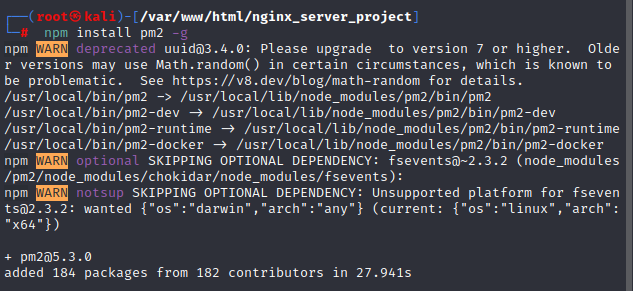 ┌──(root㉿kali)-[/var/www/html/nginx_server_project]
└─# npm install pm2 -g
npm WARN deprecated uuid@3.4.0: Please upgrade  to version 7 or higher.  Olde
r versions may use Math.random() in certain circumstances, which is known to
be problematic.  See https://v8.dev/blog/math-random for details.
/usr/local/bin/pm2 -> /usr/local/lib/node_modules/pm2/bin/pm2
/usr/local/bin/pm2-dev -> /usr/local/lib/node_modules/pm2/bin/pm2-dev
/usr/local/bin/pm2-runtime -> /usr/local/lib/node_modules/pm2/bin/pm2-runtime
/usr/local/bin/pm2-docker -> /usr/local/lib/node_modules/pm2/bin/pm2-docker
npm WARN optional SKIPPING OPTIONAL DEPENDENCY: fsevents@~2.3.2 (node_modules
/pm2/node_modules/chokidar/node_modules/fsevents):
npm WARN notsup SKIPPING OPTIONAL DEPENDENCY: Unsupported platform for fseven
ts@2.3.2: wanted {"os":"darwin","arch":"any"} (current: {"os":"linux","arch":
"x64"})
+ pm2@5.3.0
added 184 packages from 182 contributors in 27.941s